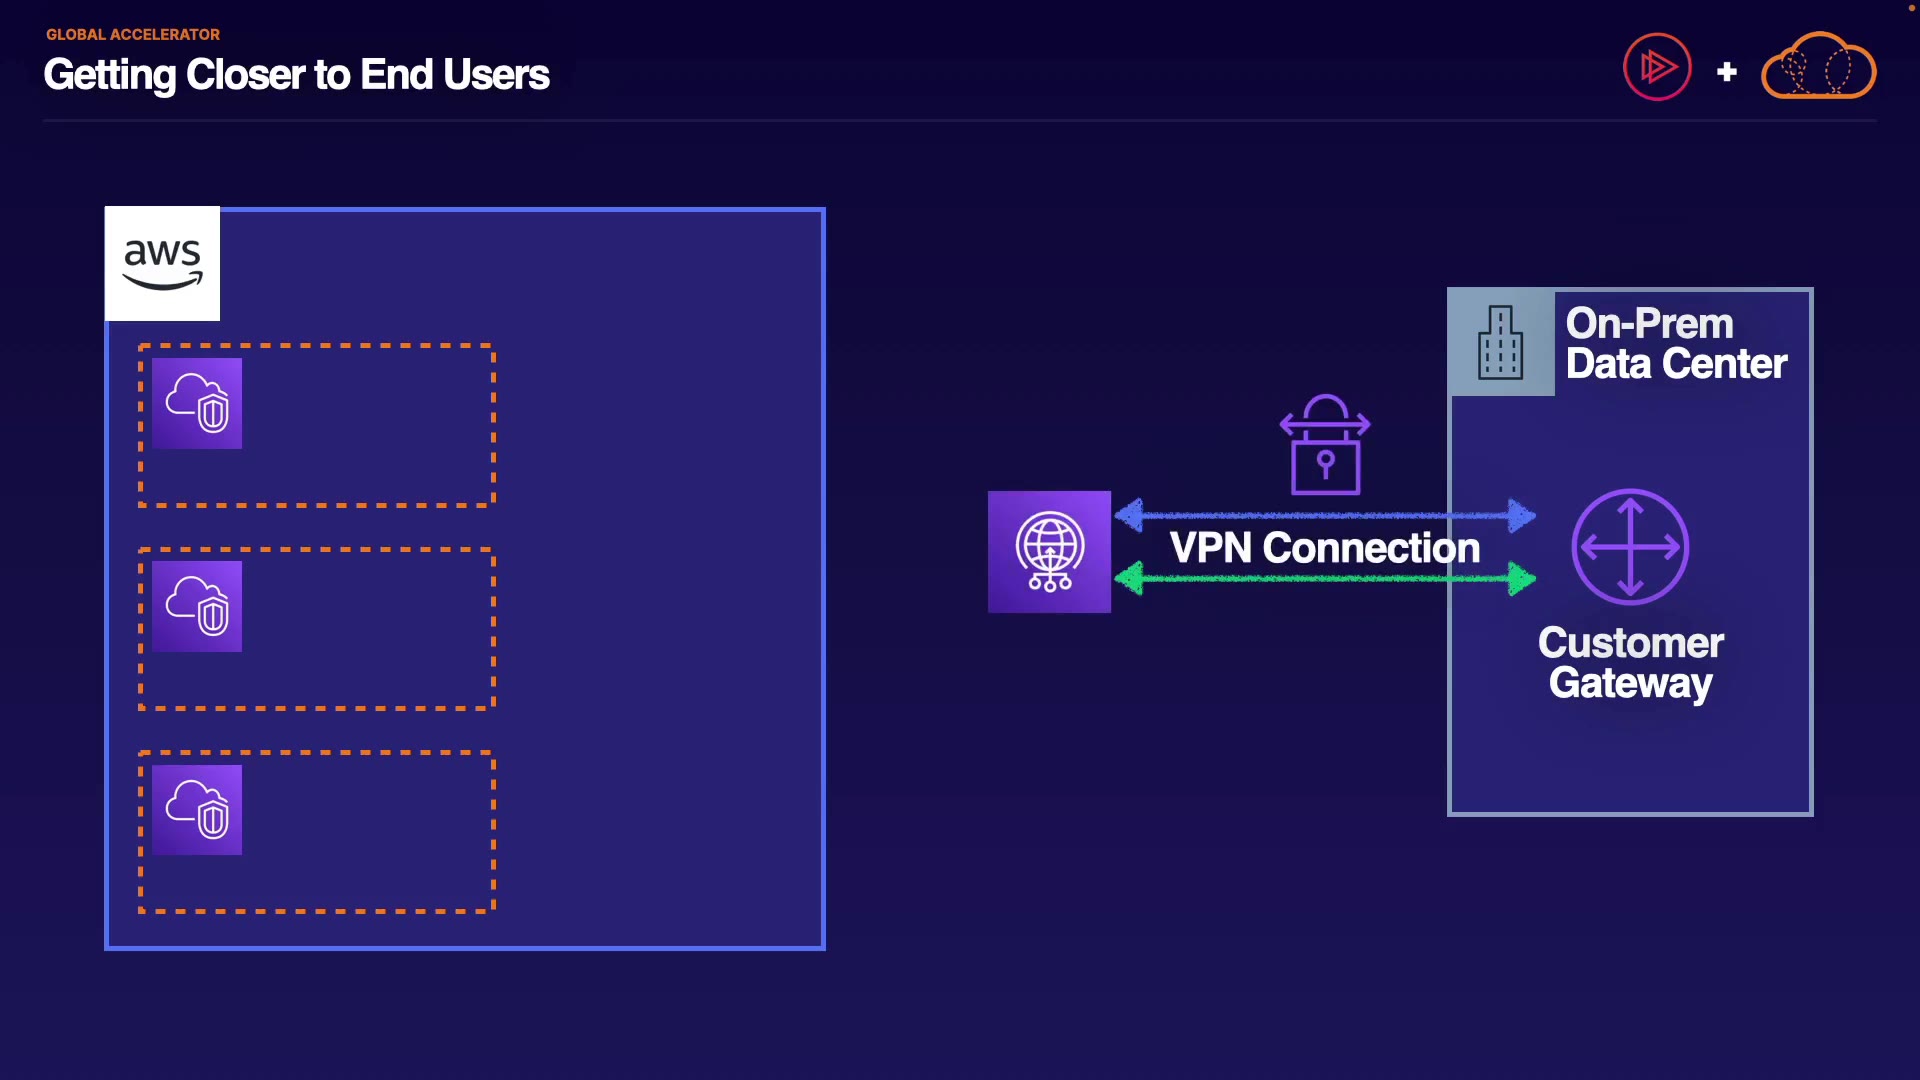 GLOBAL ACCELERATOR
Getting Closer to End Users
aws
On-Prem
Data Center
VPN Connection
Customer
Gateway